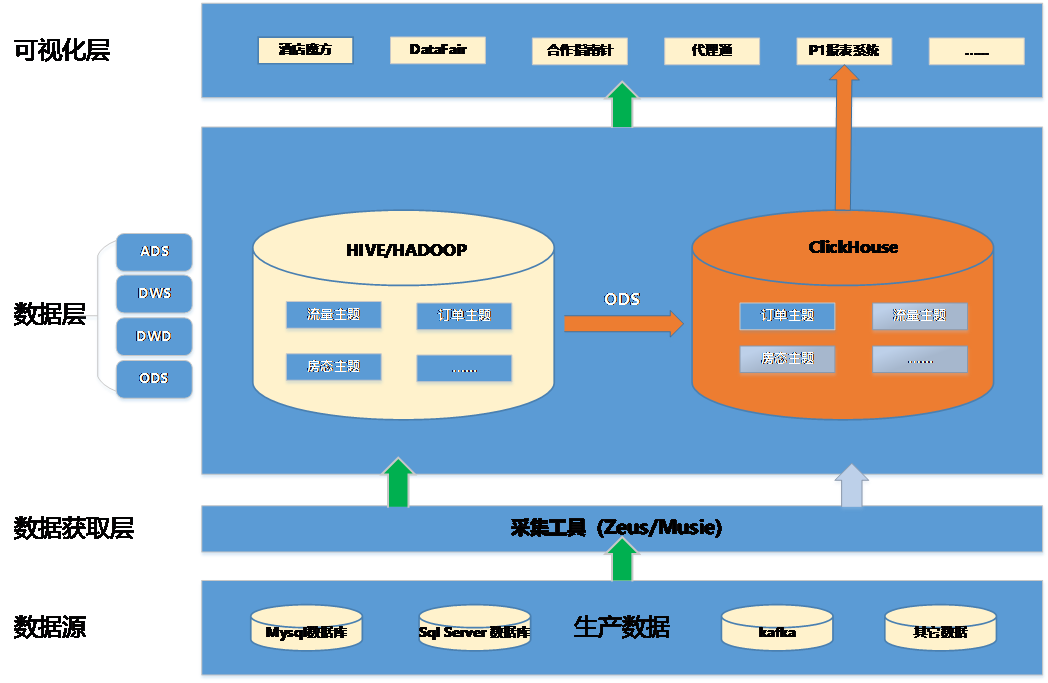 可视化层
酒店魔方
DataFair
合作指南针
代理通
P1报表系统
......
数据层
ADS
DWS
DWD
ODS
HIVE/HADOOP
流量主题
订单主题
房态主题
.......
ODS
ClickHouse
订单主题
流量主题
房态主题
.......
数据获取层
采集工具（Zeus/Musie）
数据源
Mysql数据库
Sql Server 数据库
生产数据
kafka
其它数据